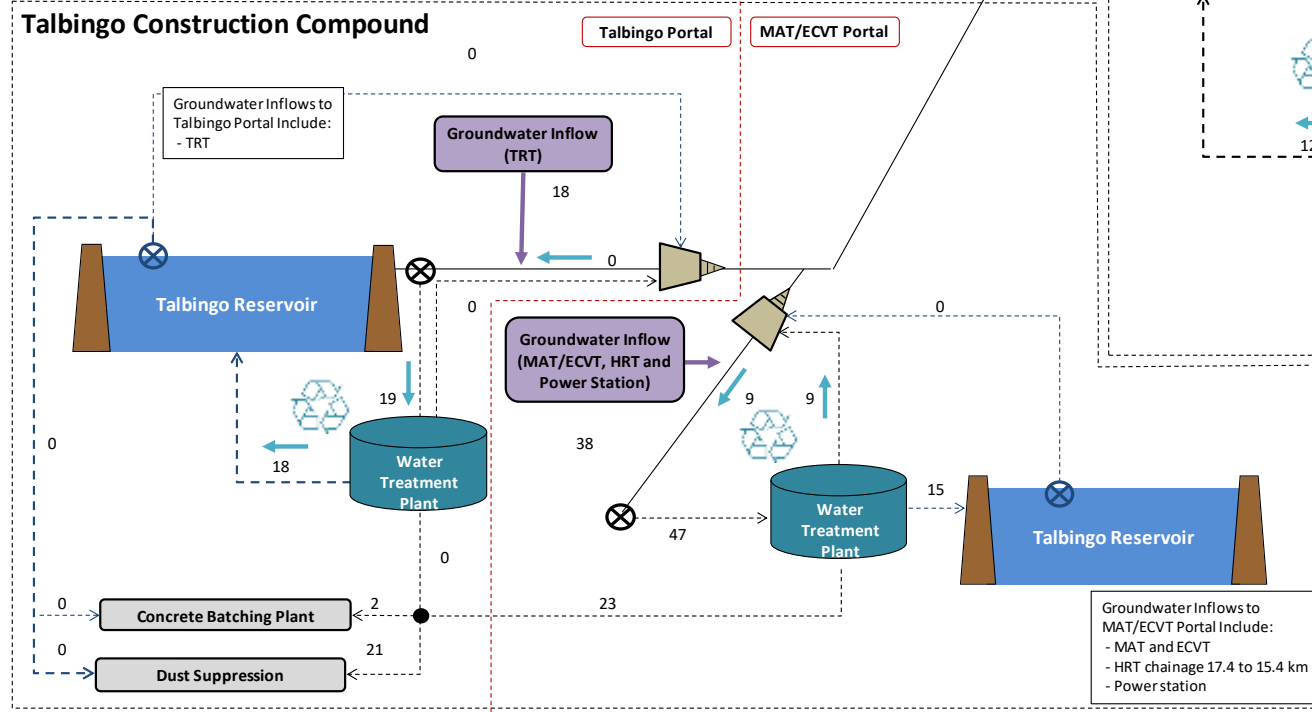 Talbingo Construction Compound
Talbingo Portal
MAT/ECVT Portal
0
Groundwater Inflows to
Talbingo Portal Include:
- TRT
Groundwater Inflow
(TRT)
18
12
0
Talbingo Reservoir
0
0
Groundwater Inflow
(MAT/ECVT, HRT and
Power Station)
19
9
9
0
38
18
Water
Treatment
Plant
15
Water
Treatment
Plant
47
Talbingo Reservoir
0
0
Concrete Batching Plant
2
23
0
Dust Suppression
21
Groundwater Inflows to
MAT/ECVT Portal Include:
- MAT and ECVT
- HRT chainage 17.4 to 15.4 km
- Power station